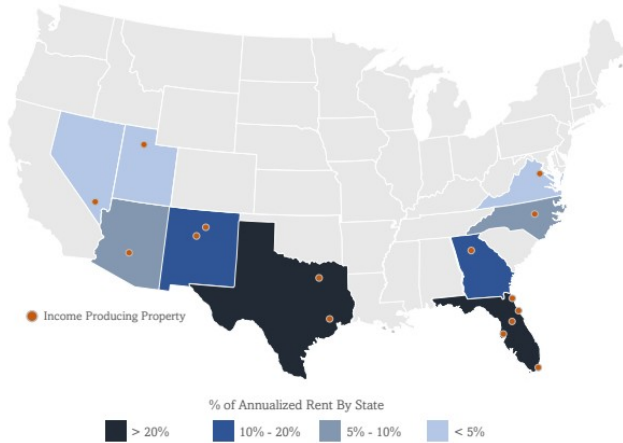 Income Producing Property
% of Annualized Rent By State
> 20%
10% - 20%
5% - 10%
< 5%